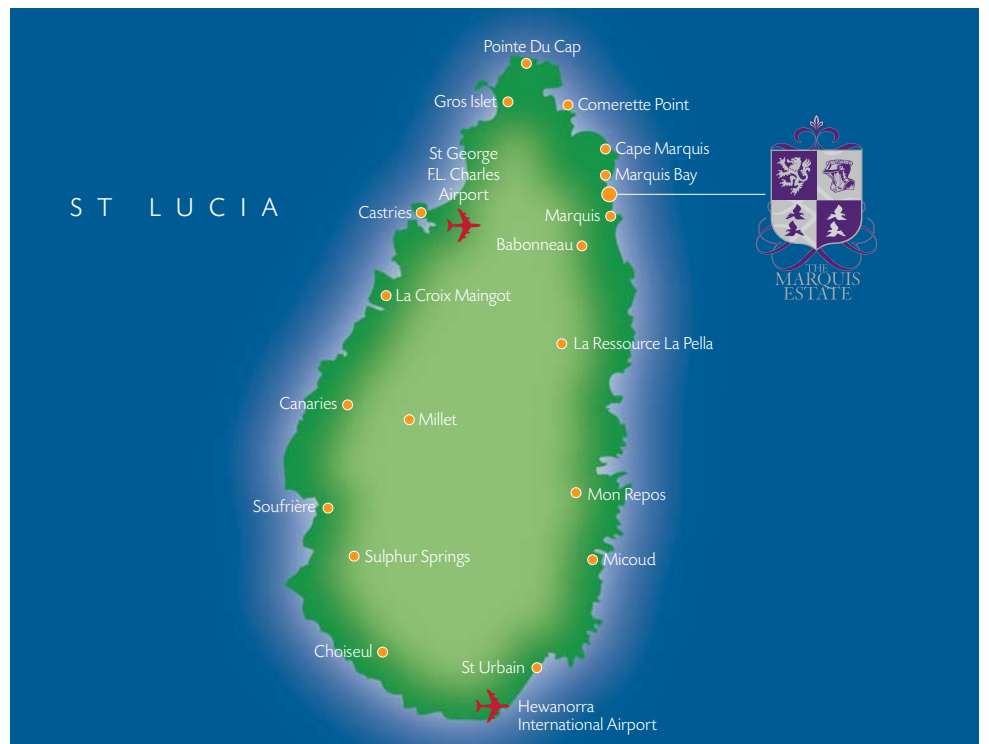 Pointe Du Cap
Gros Islet
Comerette Point
St George
F.L. Charles
Airport
Cape Marquis
Marquis Bay
ST LUCIA
Castries
Marquis
Babonneau
THE
MARQUIS
ESTATE
La Croix Maingot
La Ressource La Pella
Canaries
Millet
Mon Repos
Soufrière
Sulphur Springs
Micoud
Choiseul
St Urbain
Hewanorra
International Airport